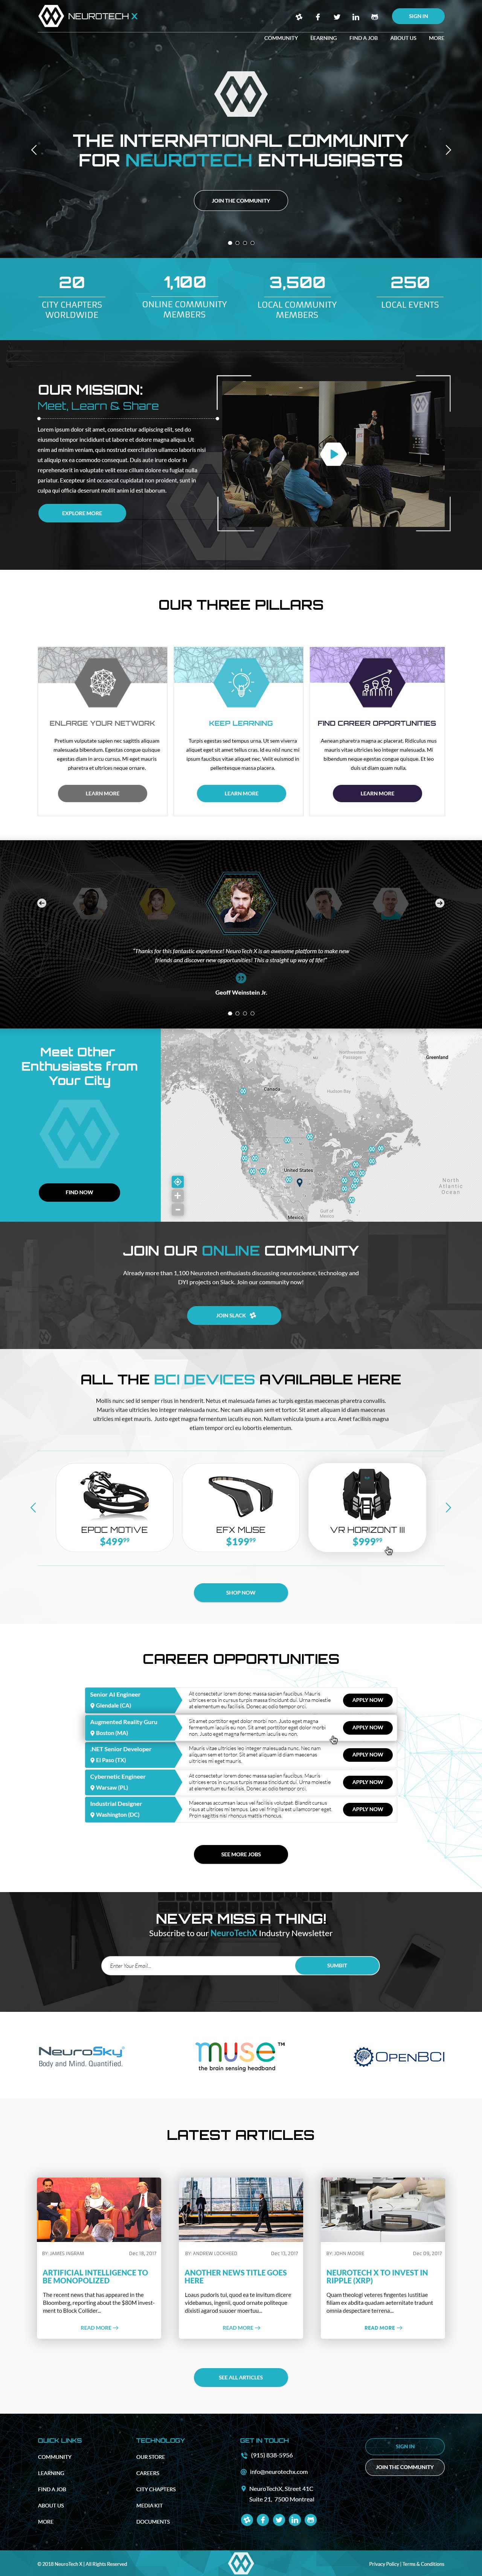 NEUROTECH X
SIGN IN
COMMUNITY LEARNING FIND A JOB ABOUT US MORE
THE INTERNATIONAL COMMUNITY
FOR NEUROTECH ENTHUSIASTS
JOIN THE COMMUNITY
20
CITY CHAPTERS
WORLDWIDE
1,100
ONLINE COMMUNITY
MEMBERS
3,500
LOCAL COMMUNITY
MEMBERS
250
LOCAL EVENTS
OUR MISSION:
Meet, Learn & Share
Lorem ipsum dolor sit amet, consectetur adipiscing elit, sed do
eiusmod tempor incididunt ut labore et dolore magna aliqua. Ut
enim ad minim veniam, quis nostrud exercitation ullamco laboris nisi
ut aliquip ex ea commodo consequat. Duis aute irure dolor in
reprehenderit in voluptate velit esse cillum dolore eu fugiat nulla
pariatur. Excepteur sint occaecat cupidatat non proident, sunt in
culpa qui officia deserunt mollit anim id est laborum.
EXPLORE MORE
OUR THREE PILLARS
ENLARGE YOUR NETWORK
Pretium vulputate sapien nec sagittis aliquam
malesuada bibendum. Egestas congue quisque
egestas diam in arcu cursus. Mi eget mauris
pharetra et ultrices neque ornare.
LEARN MORE
KEEP LEARNING
Turpis egestas sed tempus urna. Ut sem viverra
aliquet eget sit amet tellus cras. Id eu nisl nunc mi
ipsum faucibus vitae aliquet nec. Velit euismod in
pellentesque massa placera.
LEARN MORE
FIND CAREER OPPORTUNITIES
Aenean pharetra magna ac placerat. Ridiculus mus
mauris vitae ultricies leo integer malesuada. Mi
bibendum neque egestas congue quisque. Et leo
duis ut diam quam nulla.
LEARN MORE
“Thanks for this fantastic experience! NeuroTech X Is an awesome platform to make new
friends and discover new opportunities! This a straight up way of life!”
Geoff Weinstein Jr.
Meet Other
Enthusiasts from
Your City
FIND NOW
Northwestern
Passages
Greenland
Canada
Hudson Bay
United States
North
Atlantic
Ocean
Gulf of
Mexico
Mexico
JOIN OUR ONLINE COMMUNITY
Already more than 1,100 Neurotech enthusiasts discussing neuroscience, technology and
DYI projects on Slack. Join our community now!
JOIN SLACK
ALL THE BCI DEVICES AVAILABLE HERE
Mollis nunc sed id semper risus in hendrerit. Netus et malesuada fames ac turpis egestas maecenas pharetra convallis.
Mauris vitae ultricies leo integer malesuada nunc. Nec nam aliquam sem et tortor. Sit amet aliquam id diam maecenas
ultricies mi eget mauris. Justo eget magna fermentum iaculis eu non. Nullam vehicula ipsum a arcu. Amet facilisis magna
etiam tempor orci eu lobortis elementum.
EPOC MOTIVE
$499⁹⁹
EFX MUSE
$199⁹⁹
VR HORIZONT III
$999⁹⁹
SHOP NOW
CAREER OPPORTUNITIES
Senior AI Engineer
Glendale (CA)
At consectetur lorem donec massa sapien faucibus. Mauris
ultrices eros in cursus turpis massa tincidunt dui. Urna molestie
at elementum eu facilisis. Donec ac odio tempor orci.
APPLY NOW
Augmented Reality Guru
Boston (MA)
Sit amet porttitor eget dolor morbi non. Justo eget magna
fermentum iaculis eu non. Sit amet porttitor eget dolor morbi
non. Justo eget magna fermentum iaculis eu non.
APPLY NOW
.NET Senior Developer
El Paso (TX)
Mauris vitae ultricies leo integer malesuada nunc. Nec nam
aliquam sem et tortor. Sit amet aliquam id diam maecenas
ultricies mi eget mauris.
APPLY NOW
Cybernetic Engineer
Warsaw (PL)
At consectetur lorem donec massa sapien faucibus. Mauris
ultrices eros in cursus turpis massa tincidunt dui. Urna molestie
at elementum eu facilisis. Donec ac odio tempor orci.
APPLY NOW
Industrial Designer
Washington (DC)
Maecenas accumsan lacus vel facilisis volutpat. Blandit cursus
risus at ultrices mi tempus. Leo vel fringilla est ullamcorper eget.
Proin sagittis nisl rhoncus mattis rhoncus.
APPLY NOW
SEE MORE JOBS
NEVER MISS A THING!
Subscribe to our NeuroTechX Industry Newsletter
Enter Your Email...
SUMBIT
NeuroSky
Body and Mind. Quantified.
muse™
the brain sensing headband
OPENBCI
LATEST ARTICLES
BY: JAMES INGRAM Dec 18, 2017
ARTIFICIAL INTELLIGENCE TO
BE MONOPOLIZED
The recent news that has appeared in the
Bloomberg, reporting about the $80M invest-
ment to Block Collider...
READ MORE
BY: ANDREW LOCKHEED Dec 13, 2017
ANOTHER NEWS TITLE GOES
HERE
Loaus pudoris tui, quod ea te invitum dicere
videbamus, ingenii, quod ornate politeque
dixisti agarod suuoer moertuu...
READ MORE
BY: JOHN MOORE Dec 09, 2017
NEUROTECH X TO INVEST IN
RIPPLE (XRP)
Quam theologi veteres fingentes Iustitiae
filiam ex abdita quadam aeternitate tradunt
omnia despectare terrena...
READ MORE
SEE ALL ARTICLES
QUICK LINKS
COMMUNITY
LEARNING
FIND A JOB
ABOUT US
MORE
TECHNOLOGY
OUR STORE
CAREERS
CITY CHAPTERS
MEDIA KIT
DOCUMENTS
GET IN TOUCH
(915) 838-5956
info@neurotechx.com
NeuroTechX, Street 41C
Suite 21, 7500 Montreal
SIGN IN
JOIN THE COMMUNITY
© 2018 NeuroTech X | All Rights Reserved
Privacy Policy | Terms & Conditions